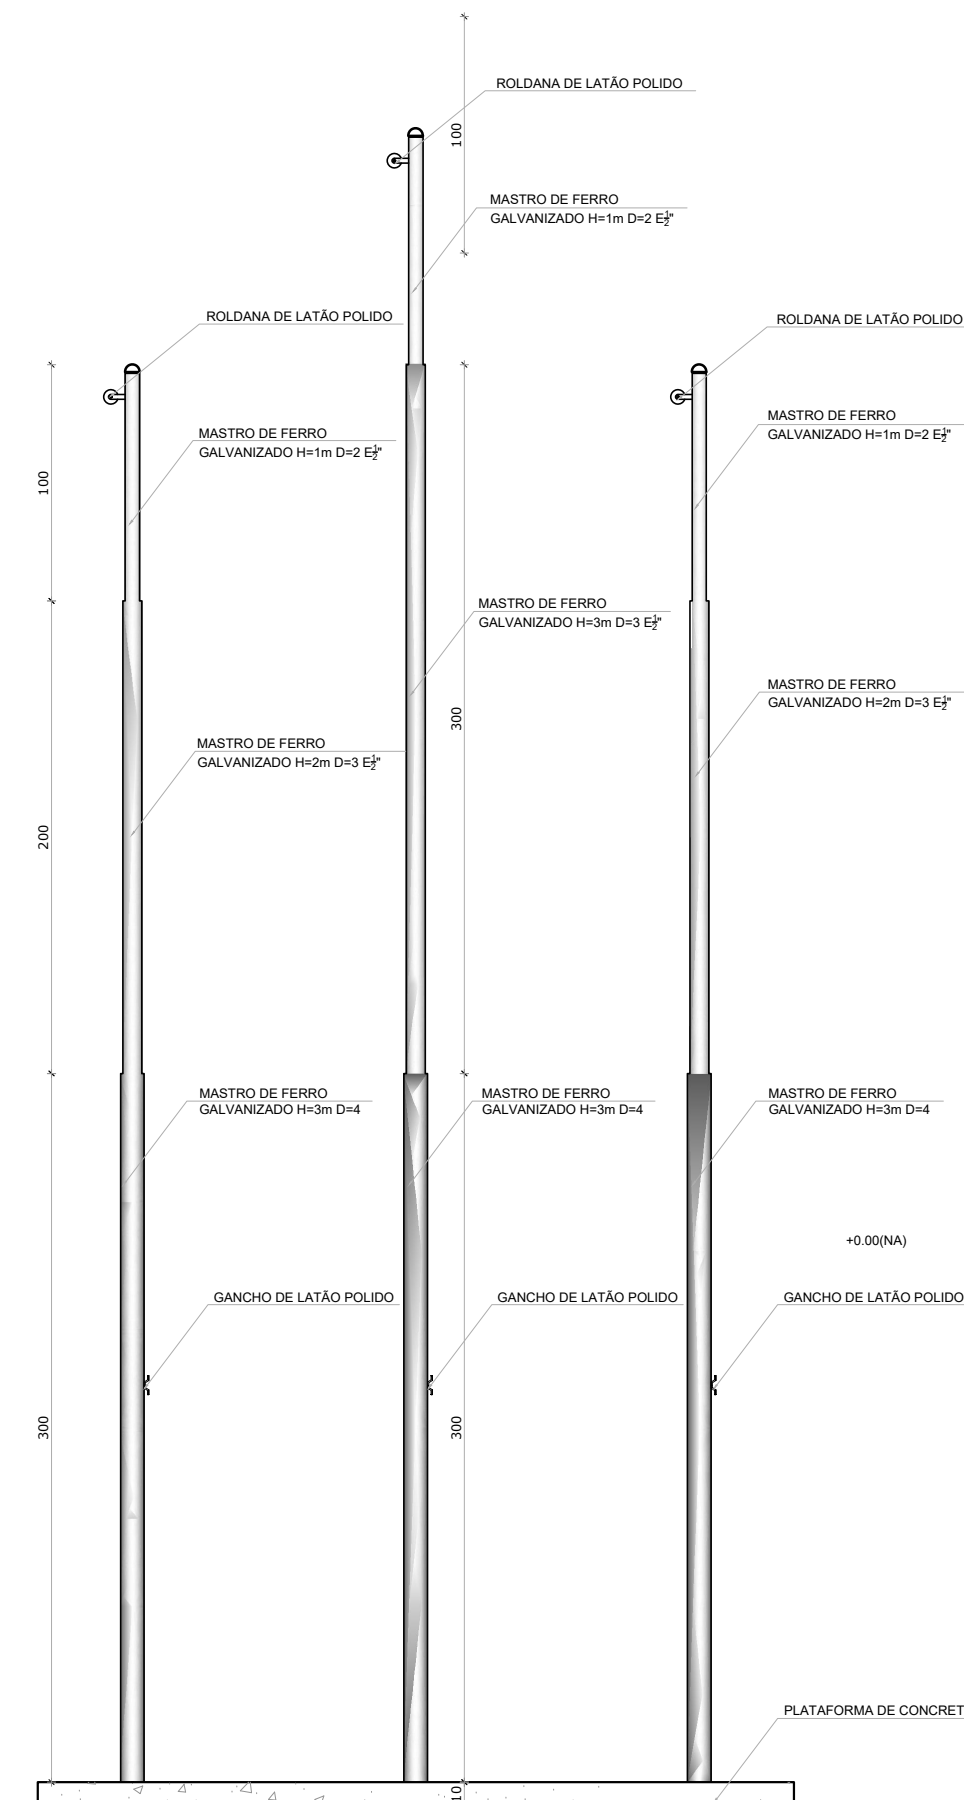 ROLDANA DE LATÃO POLIDO
100
MASTRO DE FERRO
GALVANIZADO H=1m D=2 E½"
ROLDANA DE LATÃO POLIDO
ROLDANA DE LATÃO POLIDO
MASTRO DE FERRO
GALVANIZADO H=1m D=2 E½"
MASTRO DE FERRO
GALVANIZADO H=1m D=2 E½"
100
MASTRO DE FERRO
GALVANIZADO H=3m D=3 E½"
MASTRO DE FERRO
GALVANIZADO H=2m D=3 E½"
300
MASTRO DE FERRO
GALVANIZADO H=2m D=3 E½"
200
MASTRO DE FERRO
GALVANIZADO H=3m D=4
MASTRO DE FERRO
GALVANIZADO H=3m D=4
MASTRO DE FERRO
GALVANIZADO H=3m D=4
+0.00(NA)
GANCHO DE LATÃO POLIDO
GANCHO DE LATÃO POLIDO
GANCHO DE LATÃO POLIDO
300
300
PLATAFORMA DE CONCRET
10